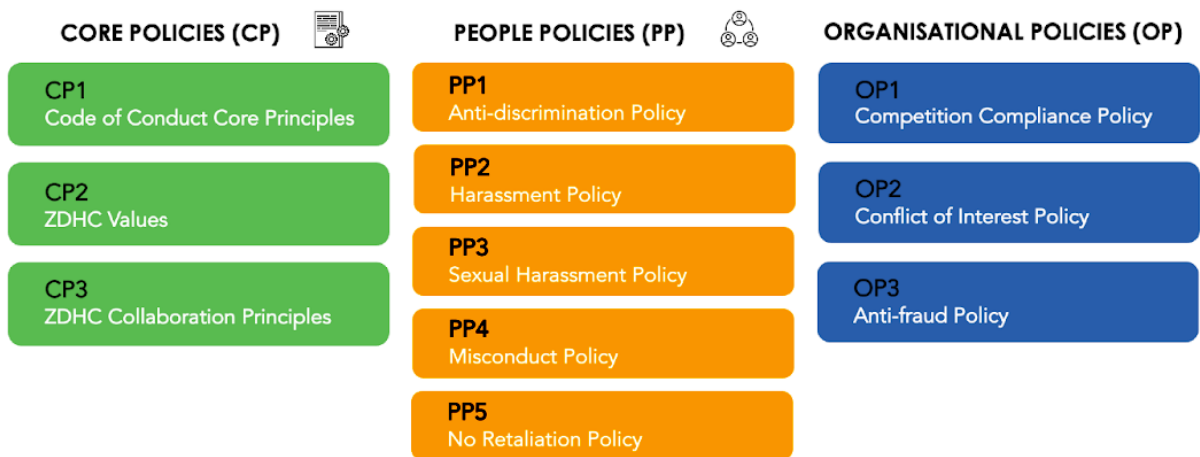 CORE POLICIES (CP)
CP1
Code of Conduct Core Principles
CP2
ZDHC Values
CP3
ZDHC Collaboration Principles
PEOPLE POLICIES (PP)
PP1
Anti-discrimination Policy
PP2
Harassment Policy
PP3
Sexual Harassment Policy
PP4
Misconduct Policy
PP5
No Retaliation Policy
ORGANISATIONAL POLICIES (OP)
OP1
Competition Compliance Policy
OP2
Conflict of Interest Policy
OP3
Anti-fraud Policy